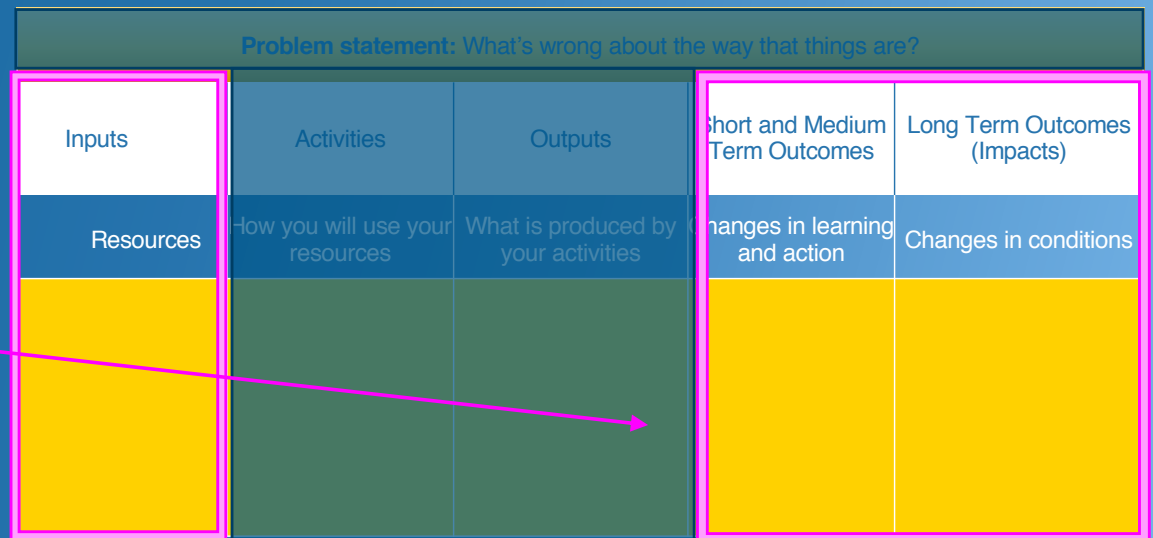 Problem statement: What's wrong about the way that things are?
Inputs
Activities
Outputs
Short and Medium
Term Outcomes
Long Term Outcomes
(Impacts)
Resources
How you will use your
resources
What is produced by
your activities
Changes in learning
and action
Changes in conditions